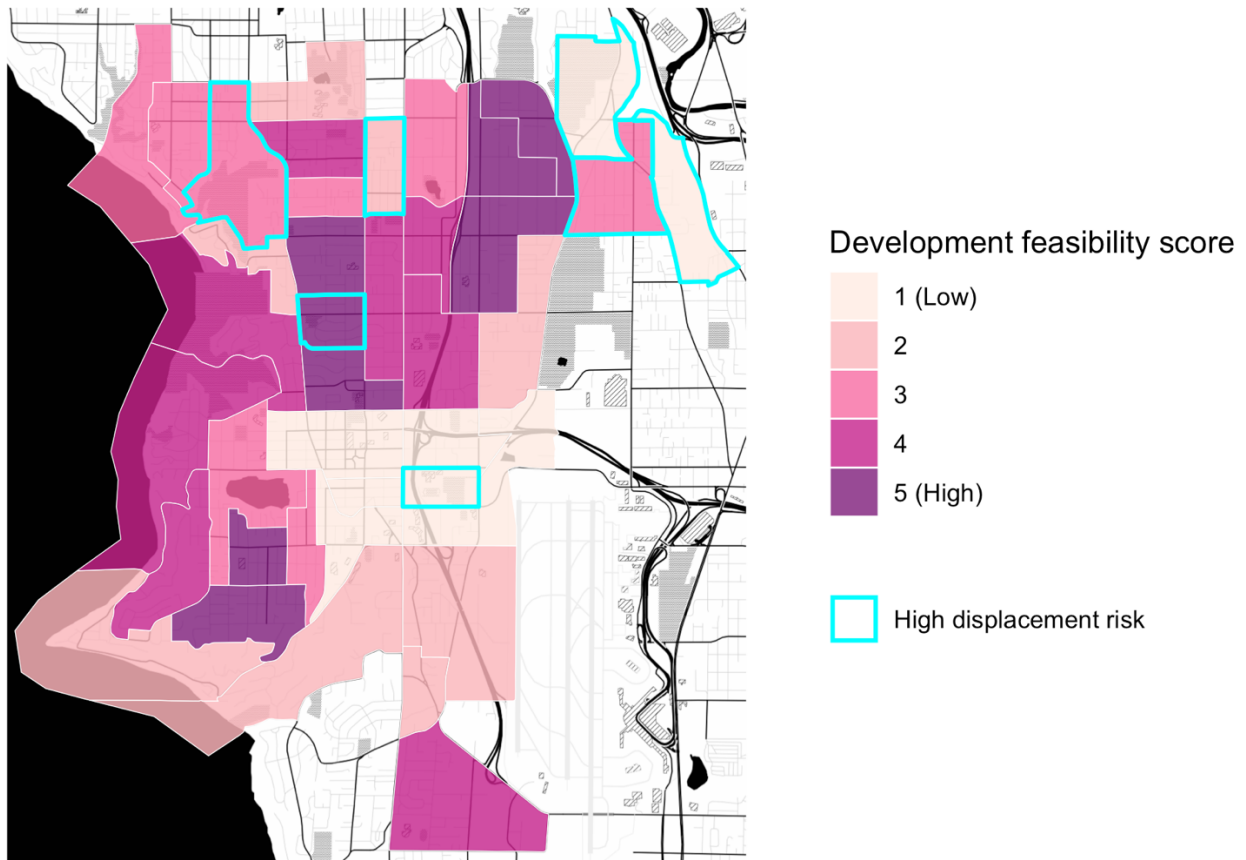 Development feasibility score
1 (Low)
2
3
4
5 (High)
High displacement risk